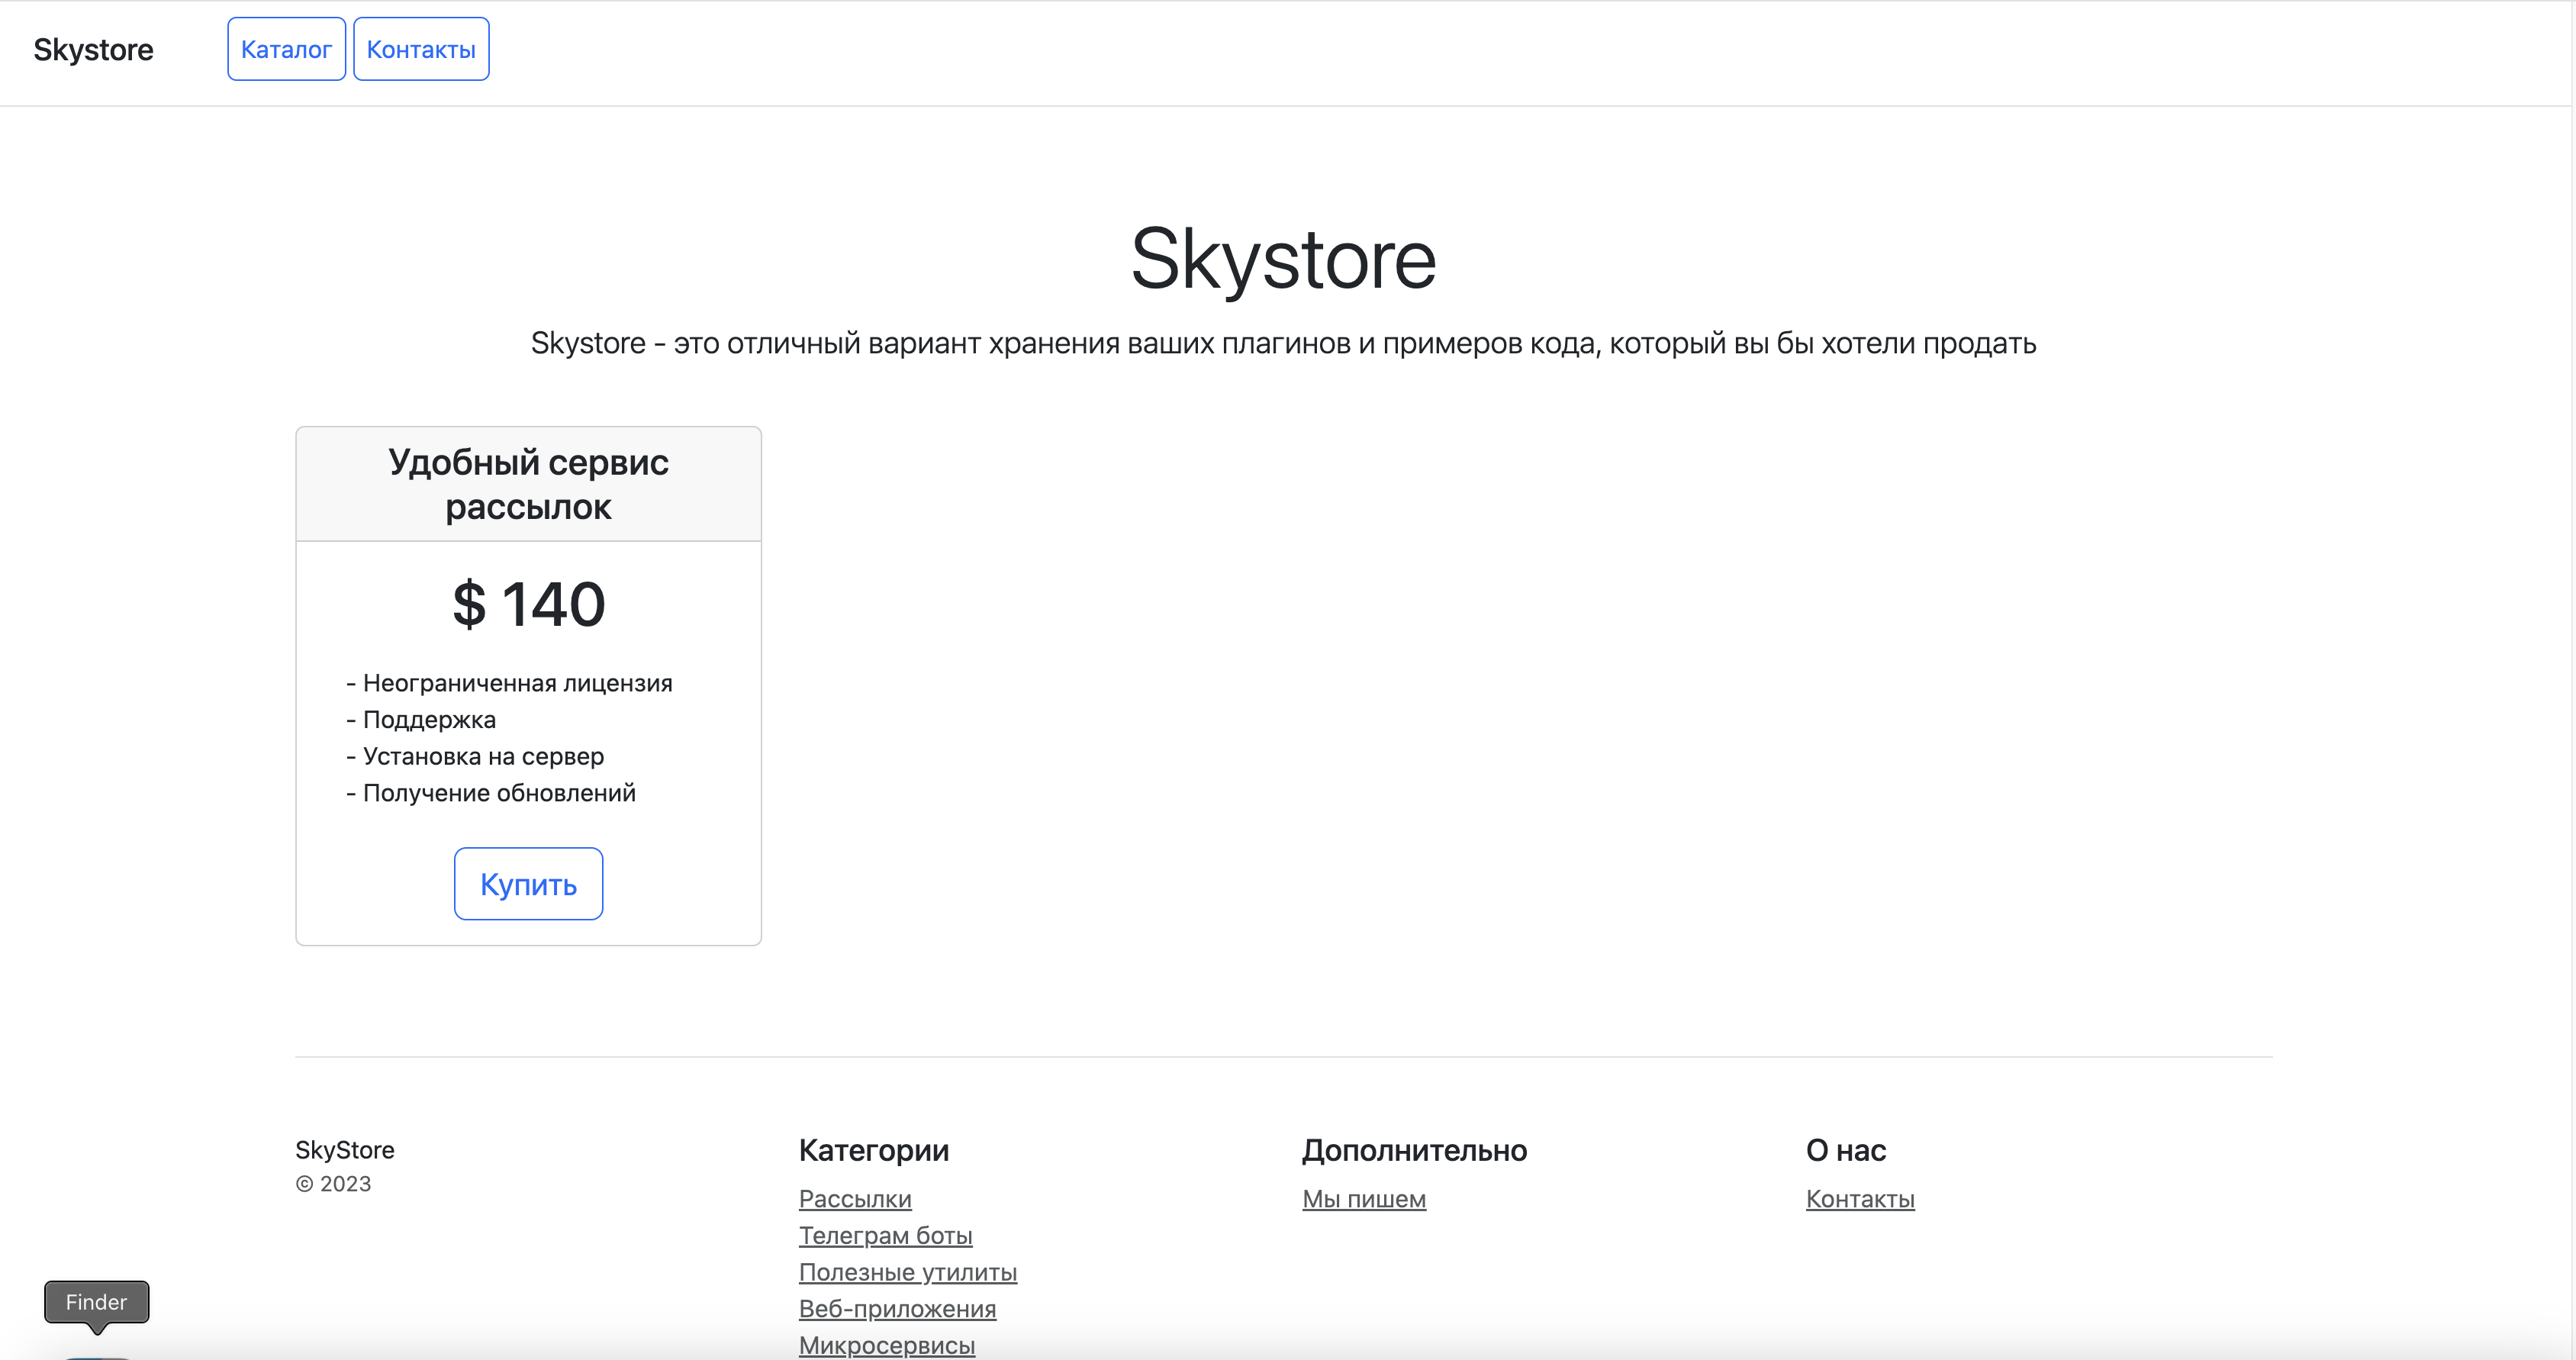 Skystore
Каталог
Контакты
Skystore
Skystore - это отличный вариант хранения ваших плагинов и примеров кода, который вы бы хотели продать
Удобный сервис
рассылок
$ 140
- Неограниченная лицензия
- Поддержка
- Установка на сервер
- Получение обновлений
Купить
SkyStore
© 2023
Категории
Рассылки
Телеграм боты
Полезные утилиты
Веб-приложения
Микросервисы
Дополнительно
Мы пишем
О нас
Контакты
Finder